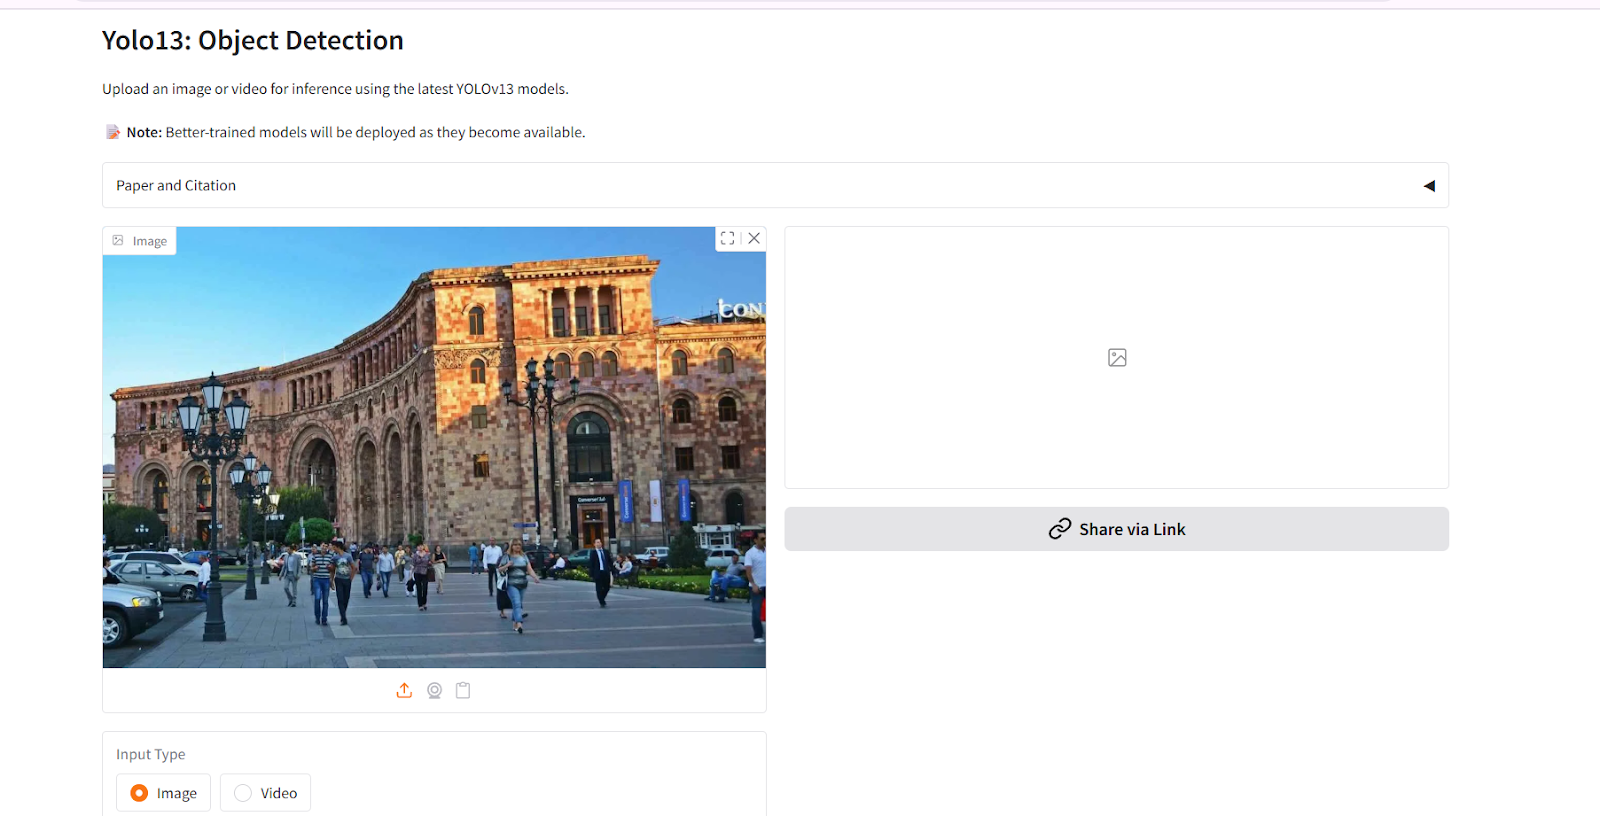 Yolo13: Object Detection
Upload an image or video for inference using the latest YOLOv13 models.
Note: Better-trained models will be deployed as they become available.
Paper and Citation
Image
CON
Share via Link
Input Type
Image
Video